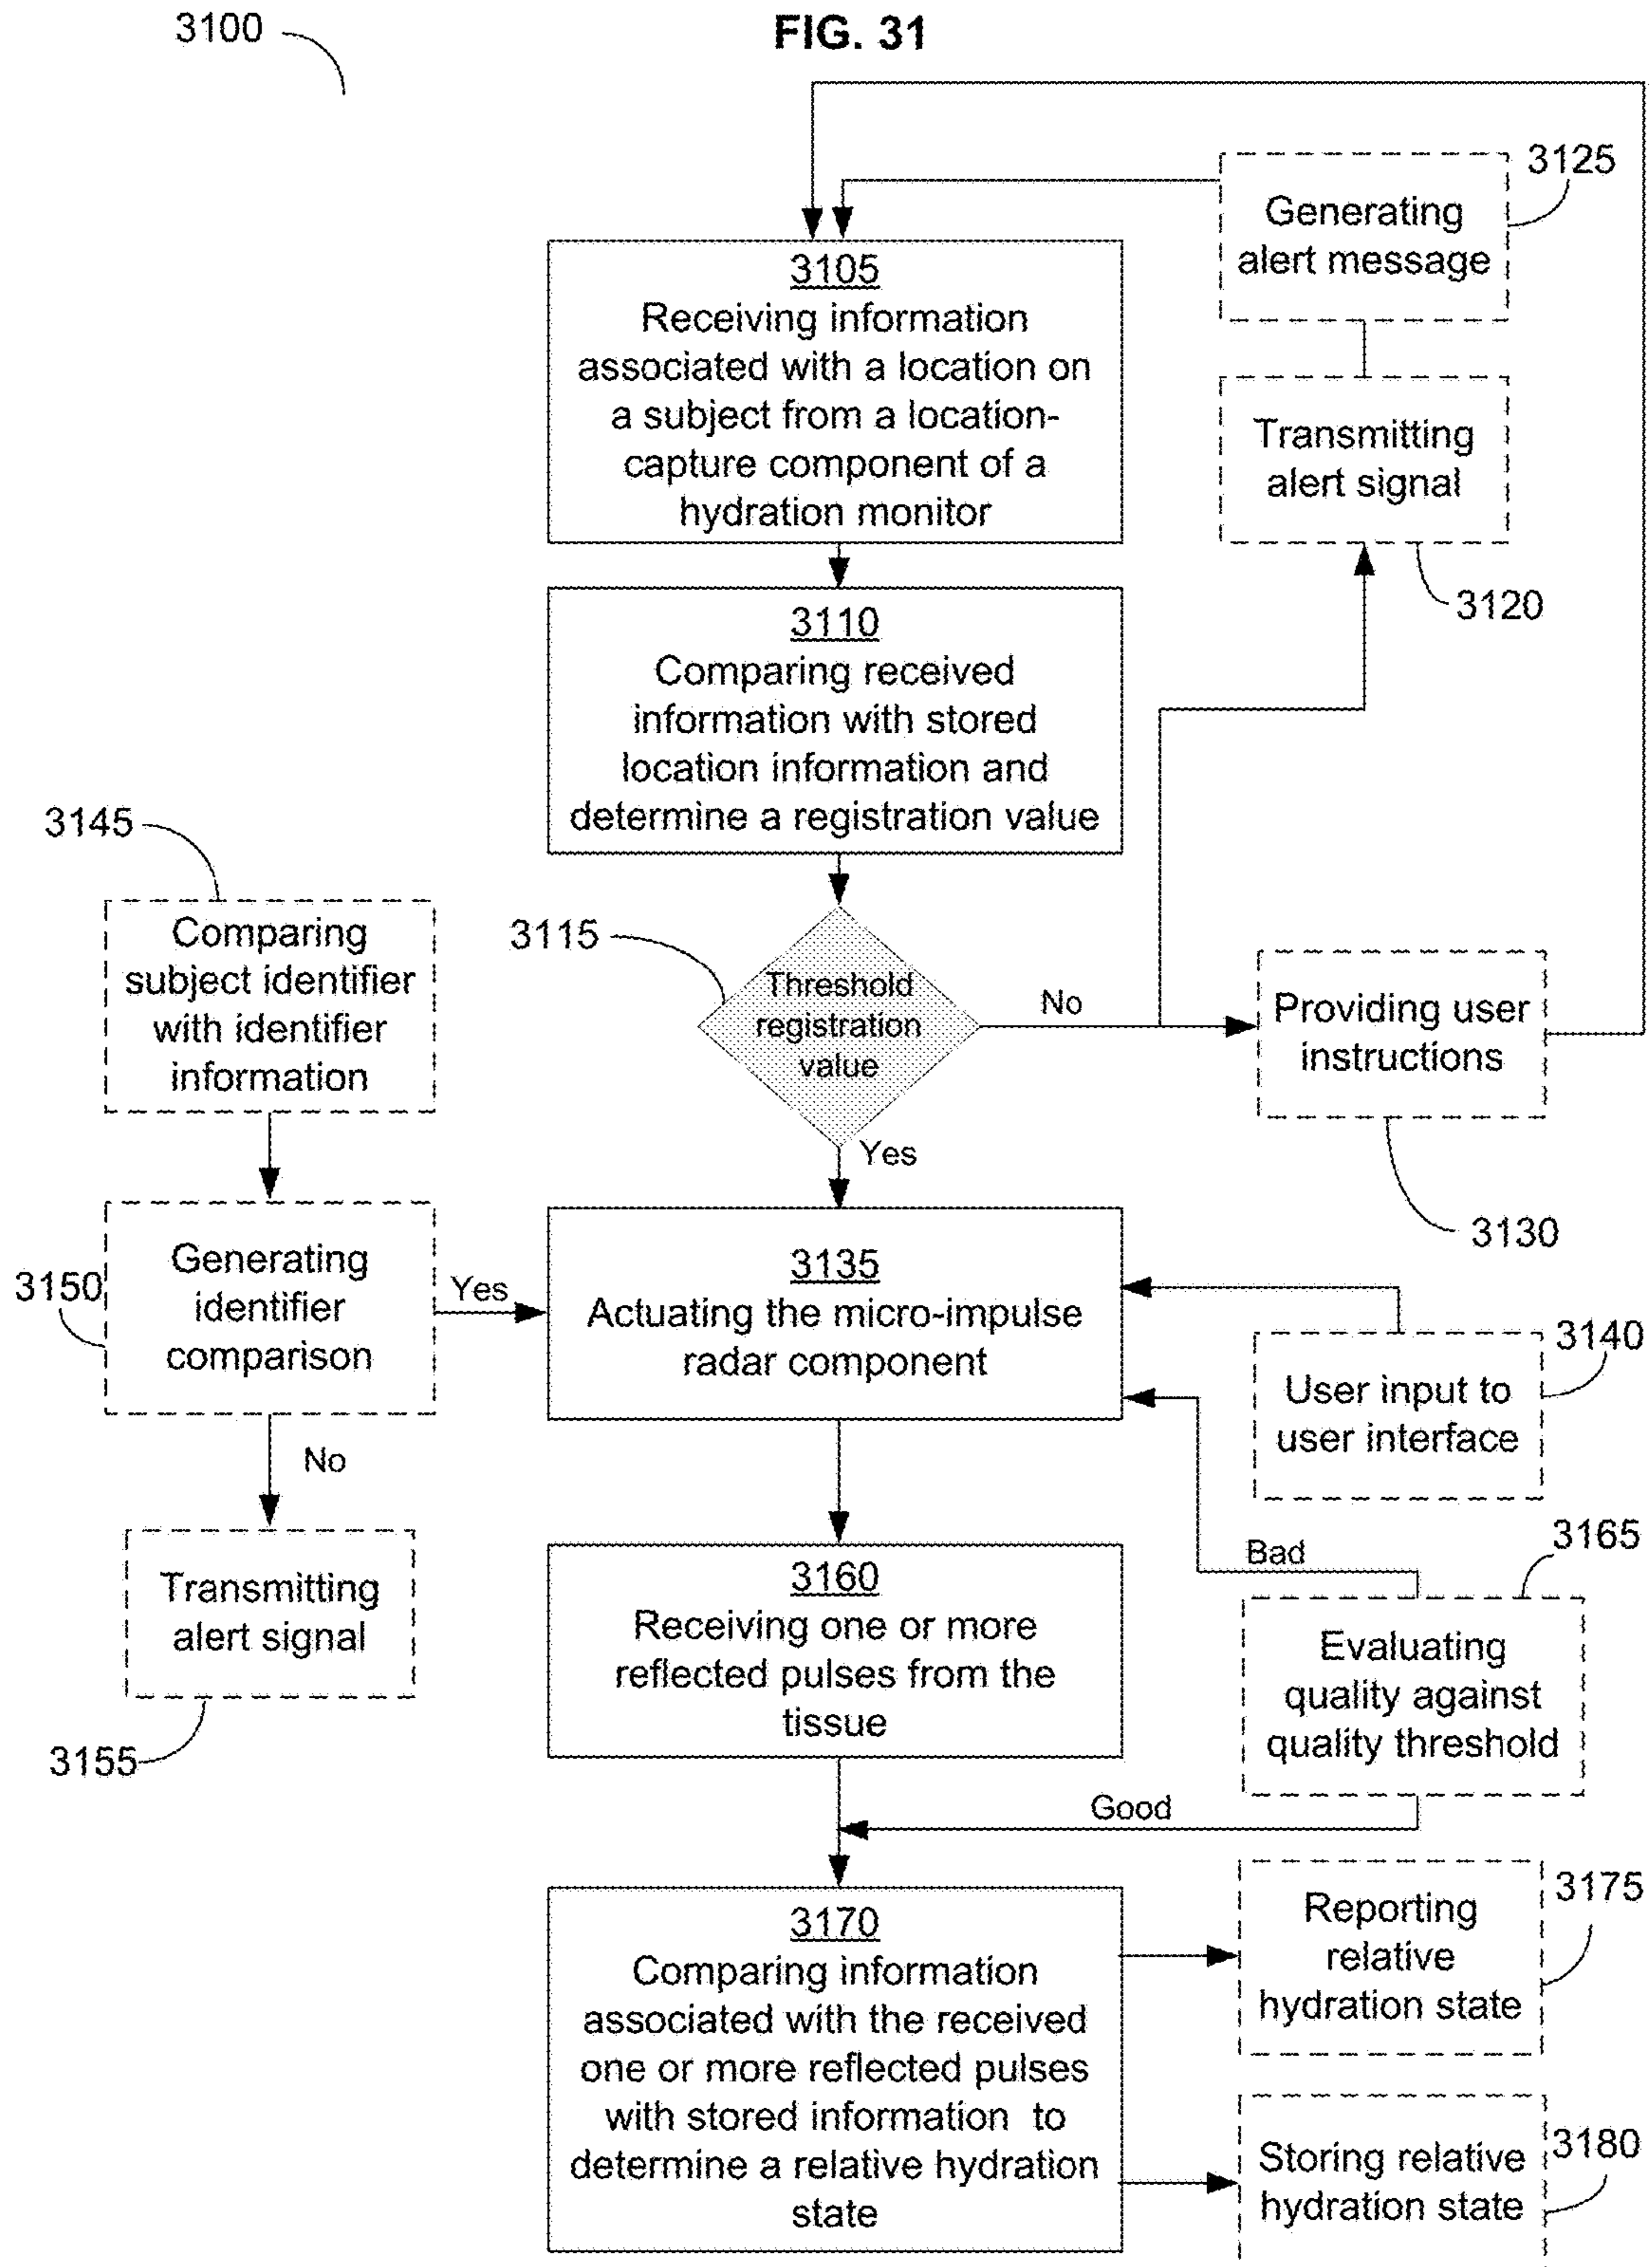 3100
FIG. 31
3125
Generating
alert message
3105
Receiving information
associated with a location on
a subject from a location-
capture component of a
hydration monitor
Transmitting
alert signal
3120
3110
Comparing received
information with stored
location information and
determine a registration value
3145
Comparing
subject identifier
with identifier
information
3115
Threshold
registration
value
No
Providing user
instructions
3130
Yes
3150
Generating
identifier
comparison
Yes
3135
Actuating the micro-impulse
radar component
3140
User input to
user interface
No
3165
Bad
Transmitting
alert signal
3155
3160
Receiving one or more
reflected pulses from the
tissue
Evaluating
quality against
quality threshold
Good
3170
Comparing information
associated with the received
one or more reflected pulses
with stored information to
determine a relative hydration
state
3175
Reporting
relative
hydration state
3180
Storing relative
hydration state